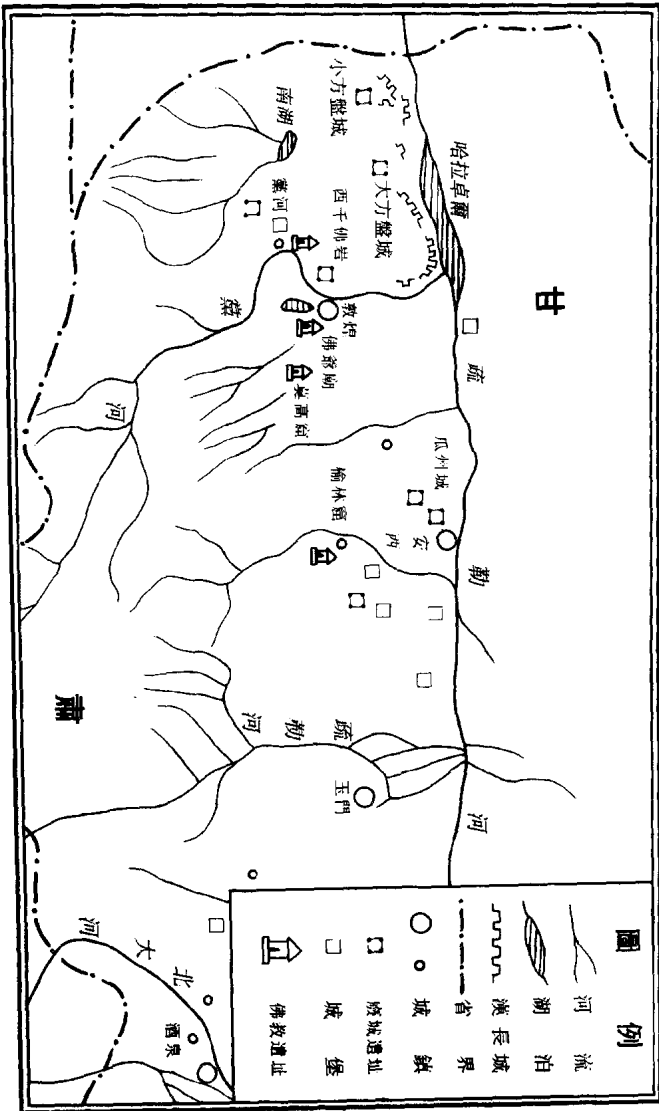 甘
肅
哈拉卓爾
小方盤城
大方盤城
南湖
黨河
西千佛岩
敦煌
佛爺廟
莫高窟
黨河
疏勒河
瓜州城
安西
榆林窟
疏勒河
玉門
北大河
酒泉
圖例
河流
湖泊
漢長城
省界
城鎮
廢城遺址
城堡
佛教遺址